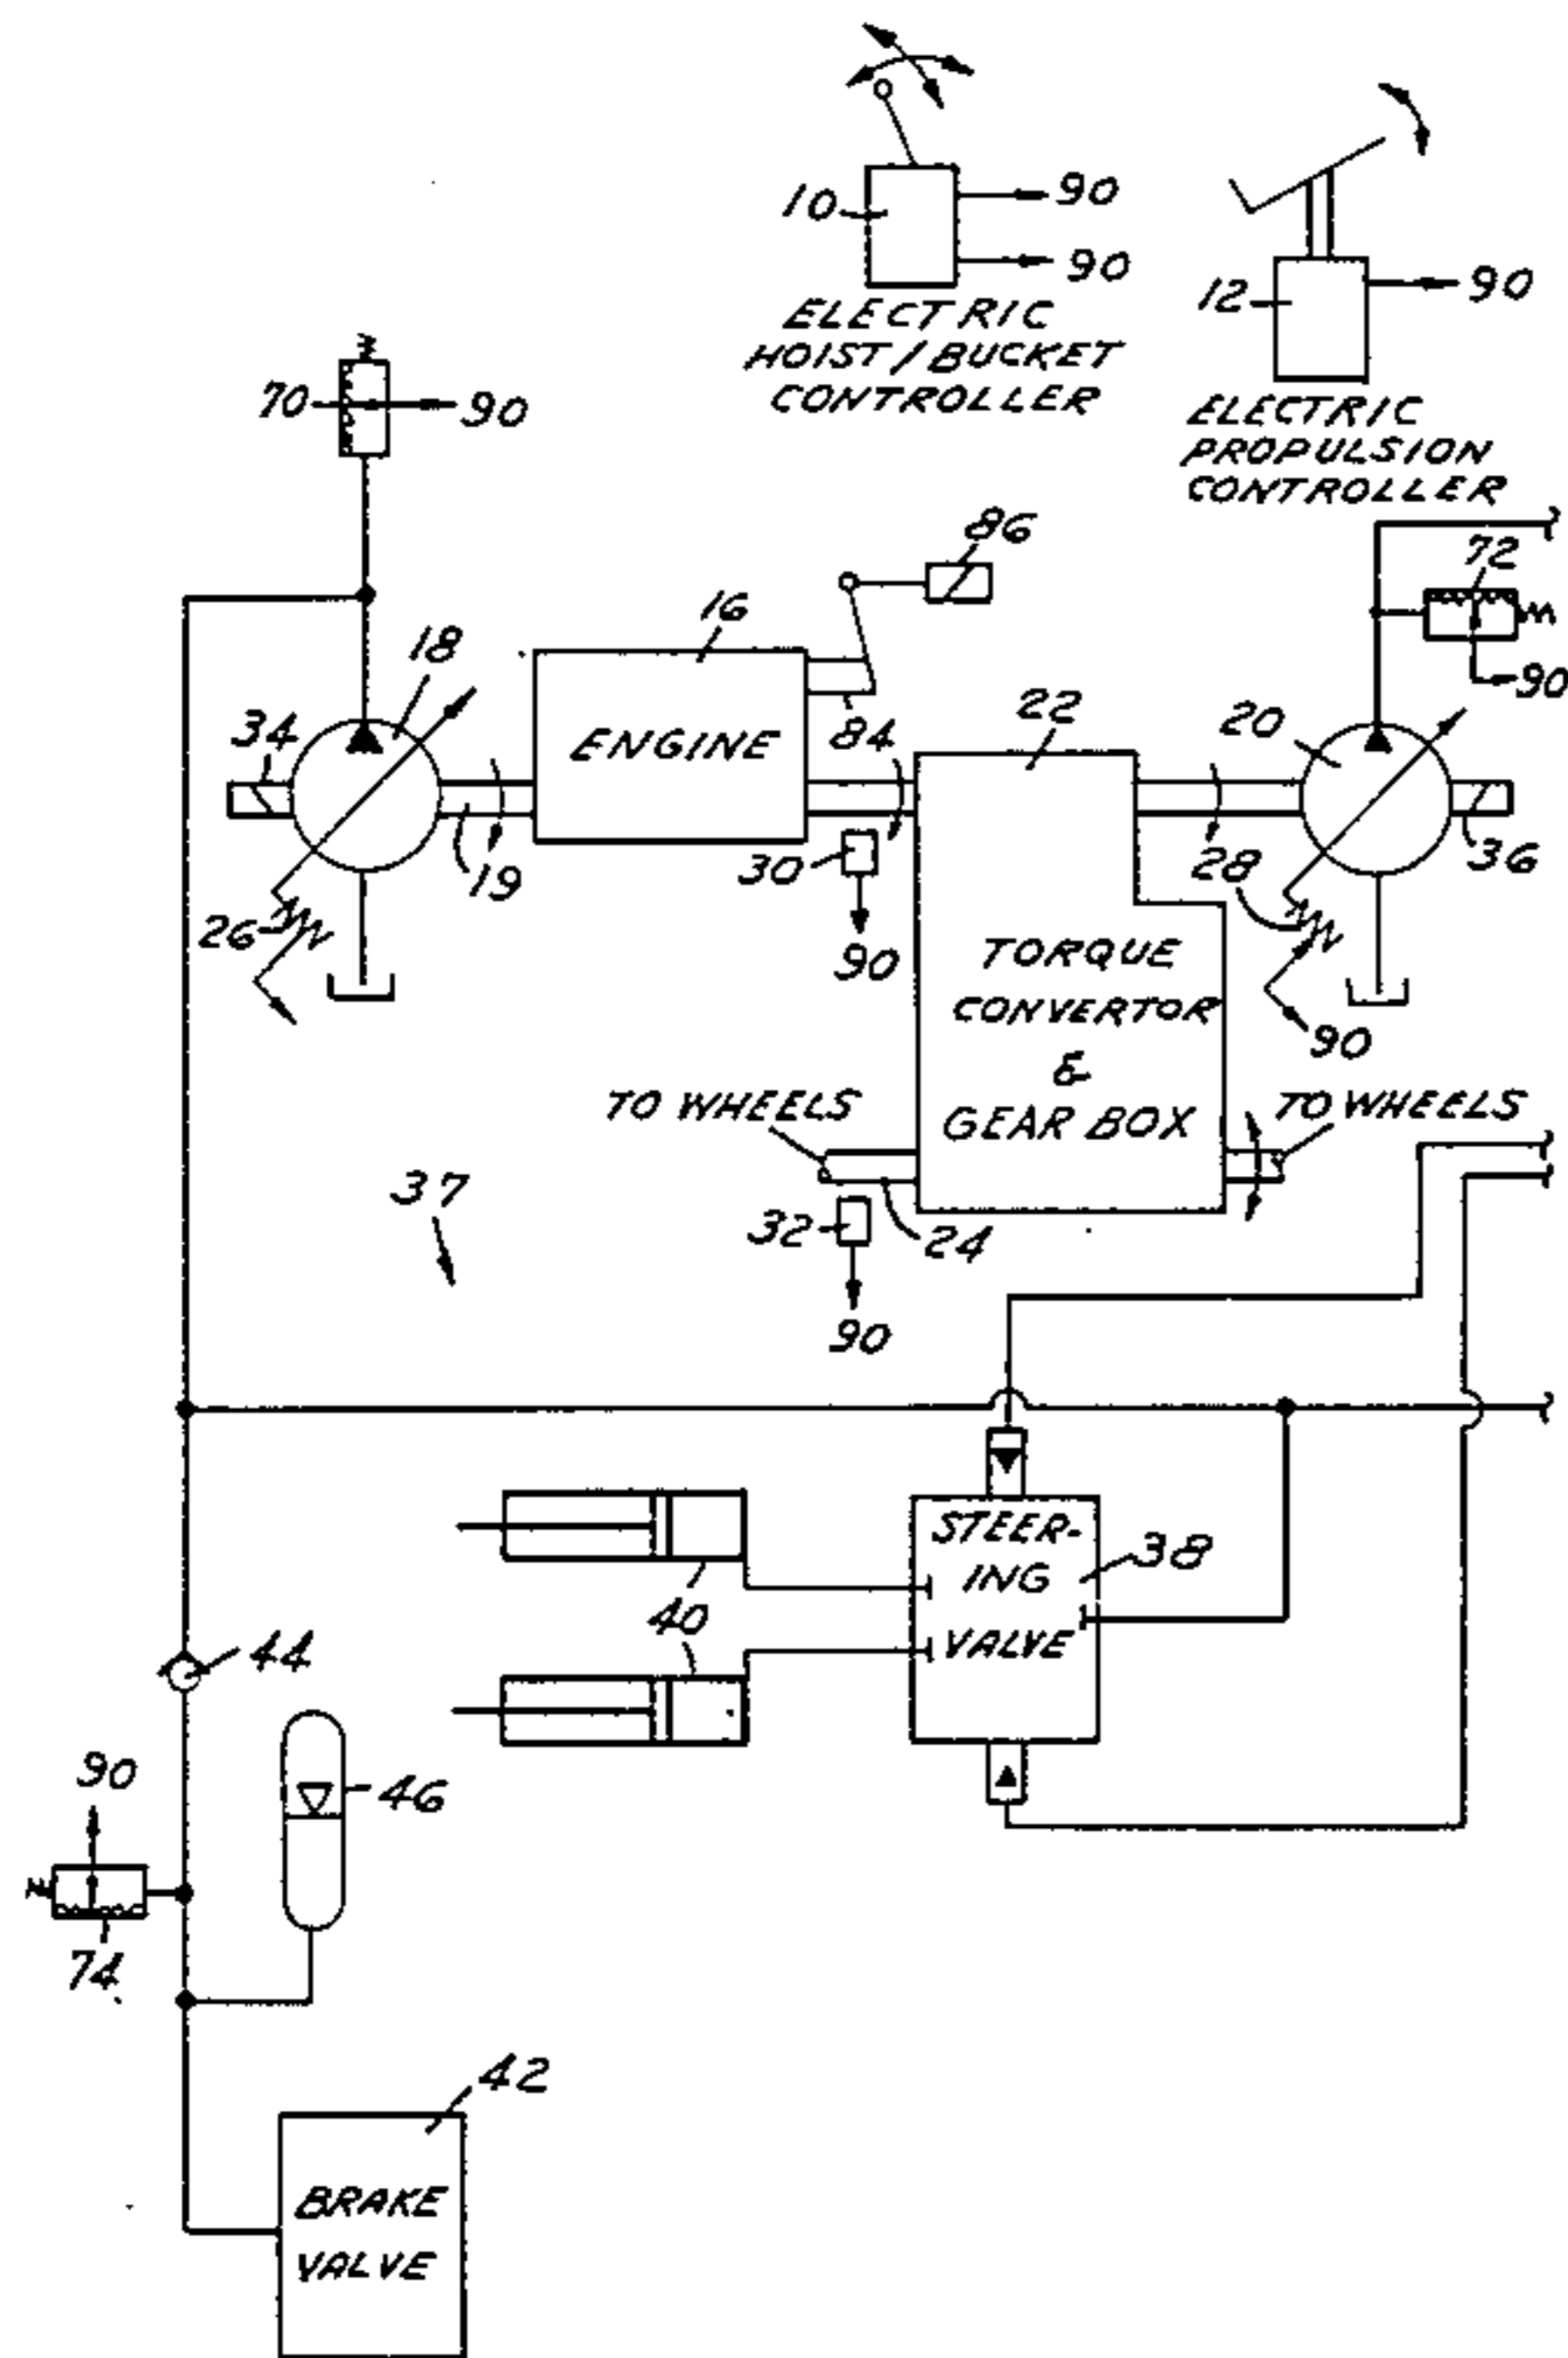 10
90
90
ELECTRIC
HOIST/BUCKET
CONTROLLER
12
90
ELECTRIC
PROPULSION
CONTROLLER
70
90
86
72
90
16
18
34
ENGINE
84
22
20
19
26
30
90
28
36
90
TORQUE
CONVERTOR
&
GEAR BOX
TO WHEELS
TO WHEELS
37
32
24
90
STEER-
ING
VALVE
38
40
44
46
90
74
42
BRAKE
VALVE